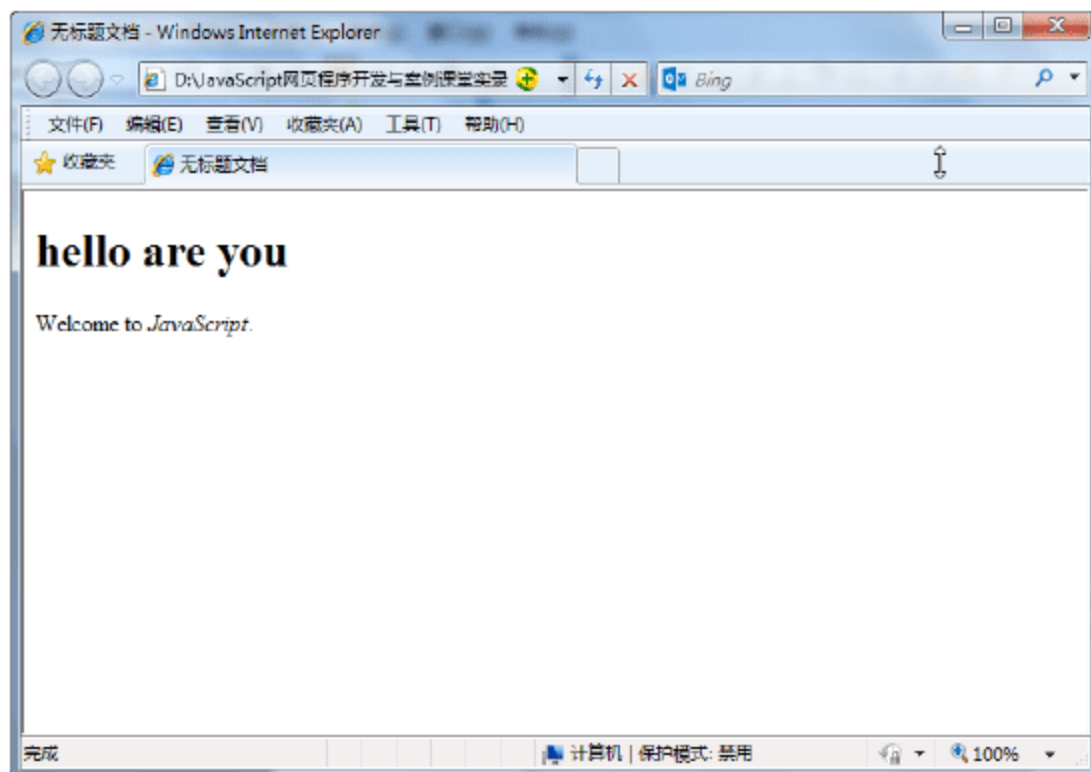 无标题文档 - Windows Internet Explorer
D:\JavaScript网页程序开发与案例课堂实录
Bing
文件(F) 编辑(E) 查看(V) 收藏夹(A) 工具(T) 帮助(H)
收藏夹 无标题文档
hello are you
Welcome to JavaScript.
完成 计算机 | 保护模式: 禁用 100%